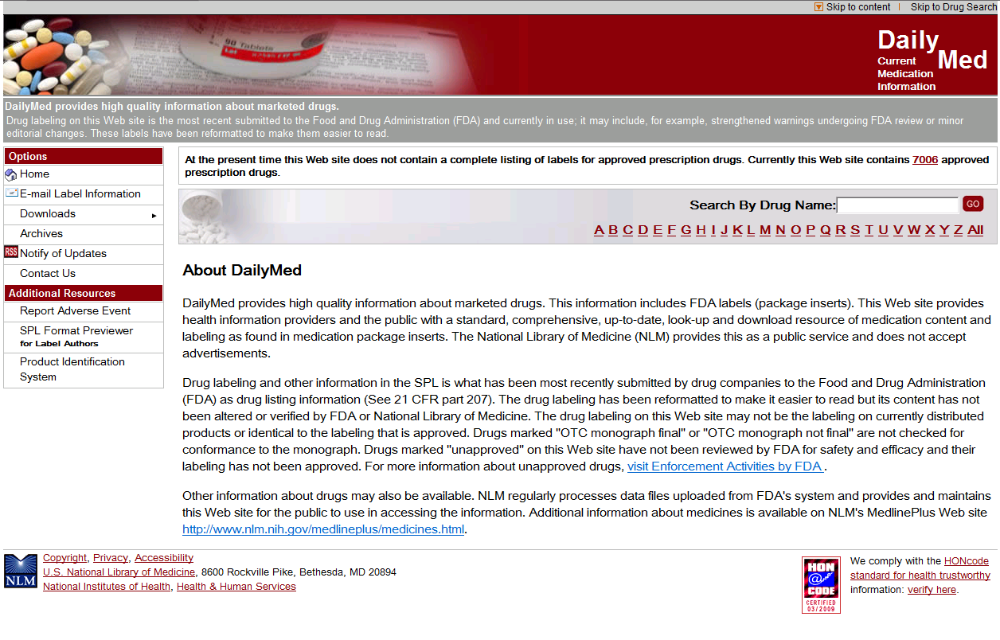 Skip to content | Skip to Drug Search
90 Tablets
Daily
Med
Current
Medication
Information
DailyMed provides high quality information about marketed drugs.
Drug labeling on this Web site is the most recent submitted to the Food and Drug Administration (FDA) and currently in use; it may include, for example, strengthened warnings undergoing FDA review or minor
editorial changes. These labels have been reformatted to make them easier to read.
Options
Home
E-mail Label Information
Downloads
Archives
RSS Notify of Updates
Contact Us
Additional Resources
Report Adverse Event
SPL Format Previewer
for Label Authors
Product Identification
System
At the present time this Web site does not contain a complete listing of labels for approved prescription drugs. Currently this Web site contains 7006 approved
prescription drugs.
Search By Drug Name: GO
A B C D E F G H I J K L M N O P Q R S T U V W X Y Z All
About DailyMed
DailyMed provides high quality information about marketed drugs. This information includes FDA labels (package inserts). This Web site provides
health information providers and the public with a standard, comprehensive, up-to-date, look-up and download resource of medication content and
labeling as found in medication package inserts. The National Library of Medicine (NLM) provides this as a public service and does not accept
advertisements.
Drug labeling and other information in the SPL is what has been most recently submitted by drug companies to the Food and Drug Administration
(FDA) as drug listing information (See 21 CFR part 207). The drug labeling has been reformatted to make it easier to read but its content has not
been altered or verified by FDA or National Library of Medicine. The drug labeling on this Web site may not be the labeling on currently distributed
products or identical to the labeling that is approved. Drugs marked "OTC monograph final" or "OTC monograph not final" are not checked for
conformance to the monograph. Drugs marked "unapproved" on this Web site have not been reviewed by FDA for safety and efficacy and their
labeling has not been approved. For more information about unapproved drugs, visit Enforcement Activities by FDA .
Other information about drugs may also be available. NLM regularly processes data files uploaded from FDA's system and provides and maintains
this Web site for the public to use in accessing the information. Additional information about medicines is available on NLM's MedlinePlus Web site
http://www.nlm.nih.gov/medlineplus/medicines.html.
NLM
Copyright, Privacy, Accessibility
U.S. National Library of Medicine, 8600 Rockville Pike, Bethesda, MD 20894
National Institutes of Health, Health & Human Services
HON
@
CODE
CERTIFIED
03/2009
We comply with the HONcode
standard for health trustworthy
information: verify here.